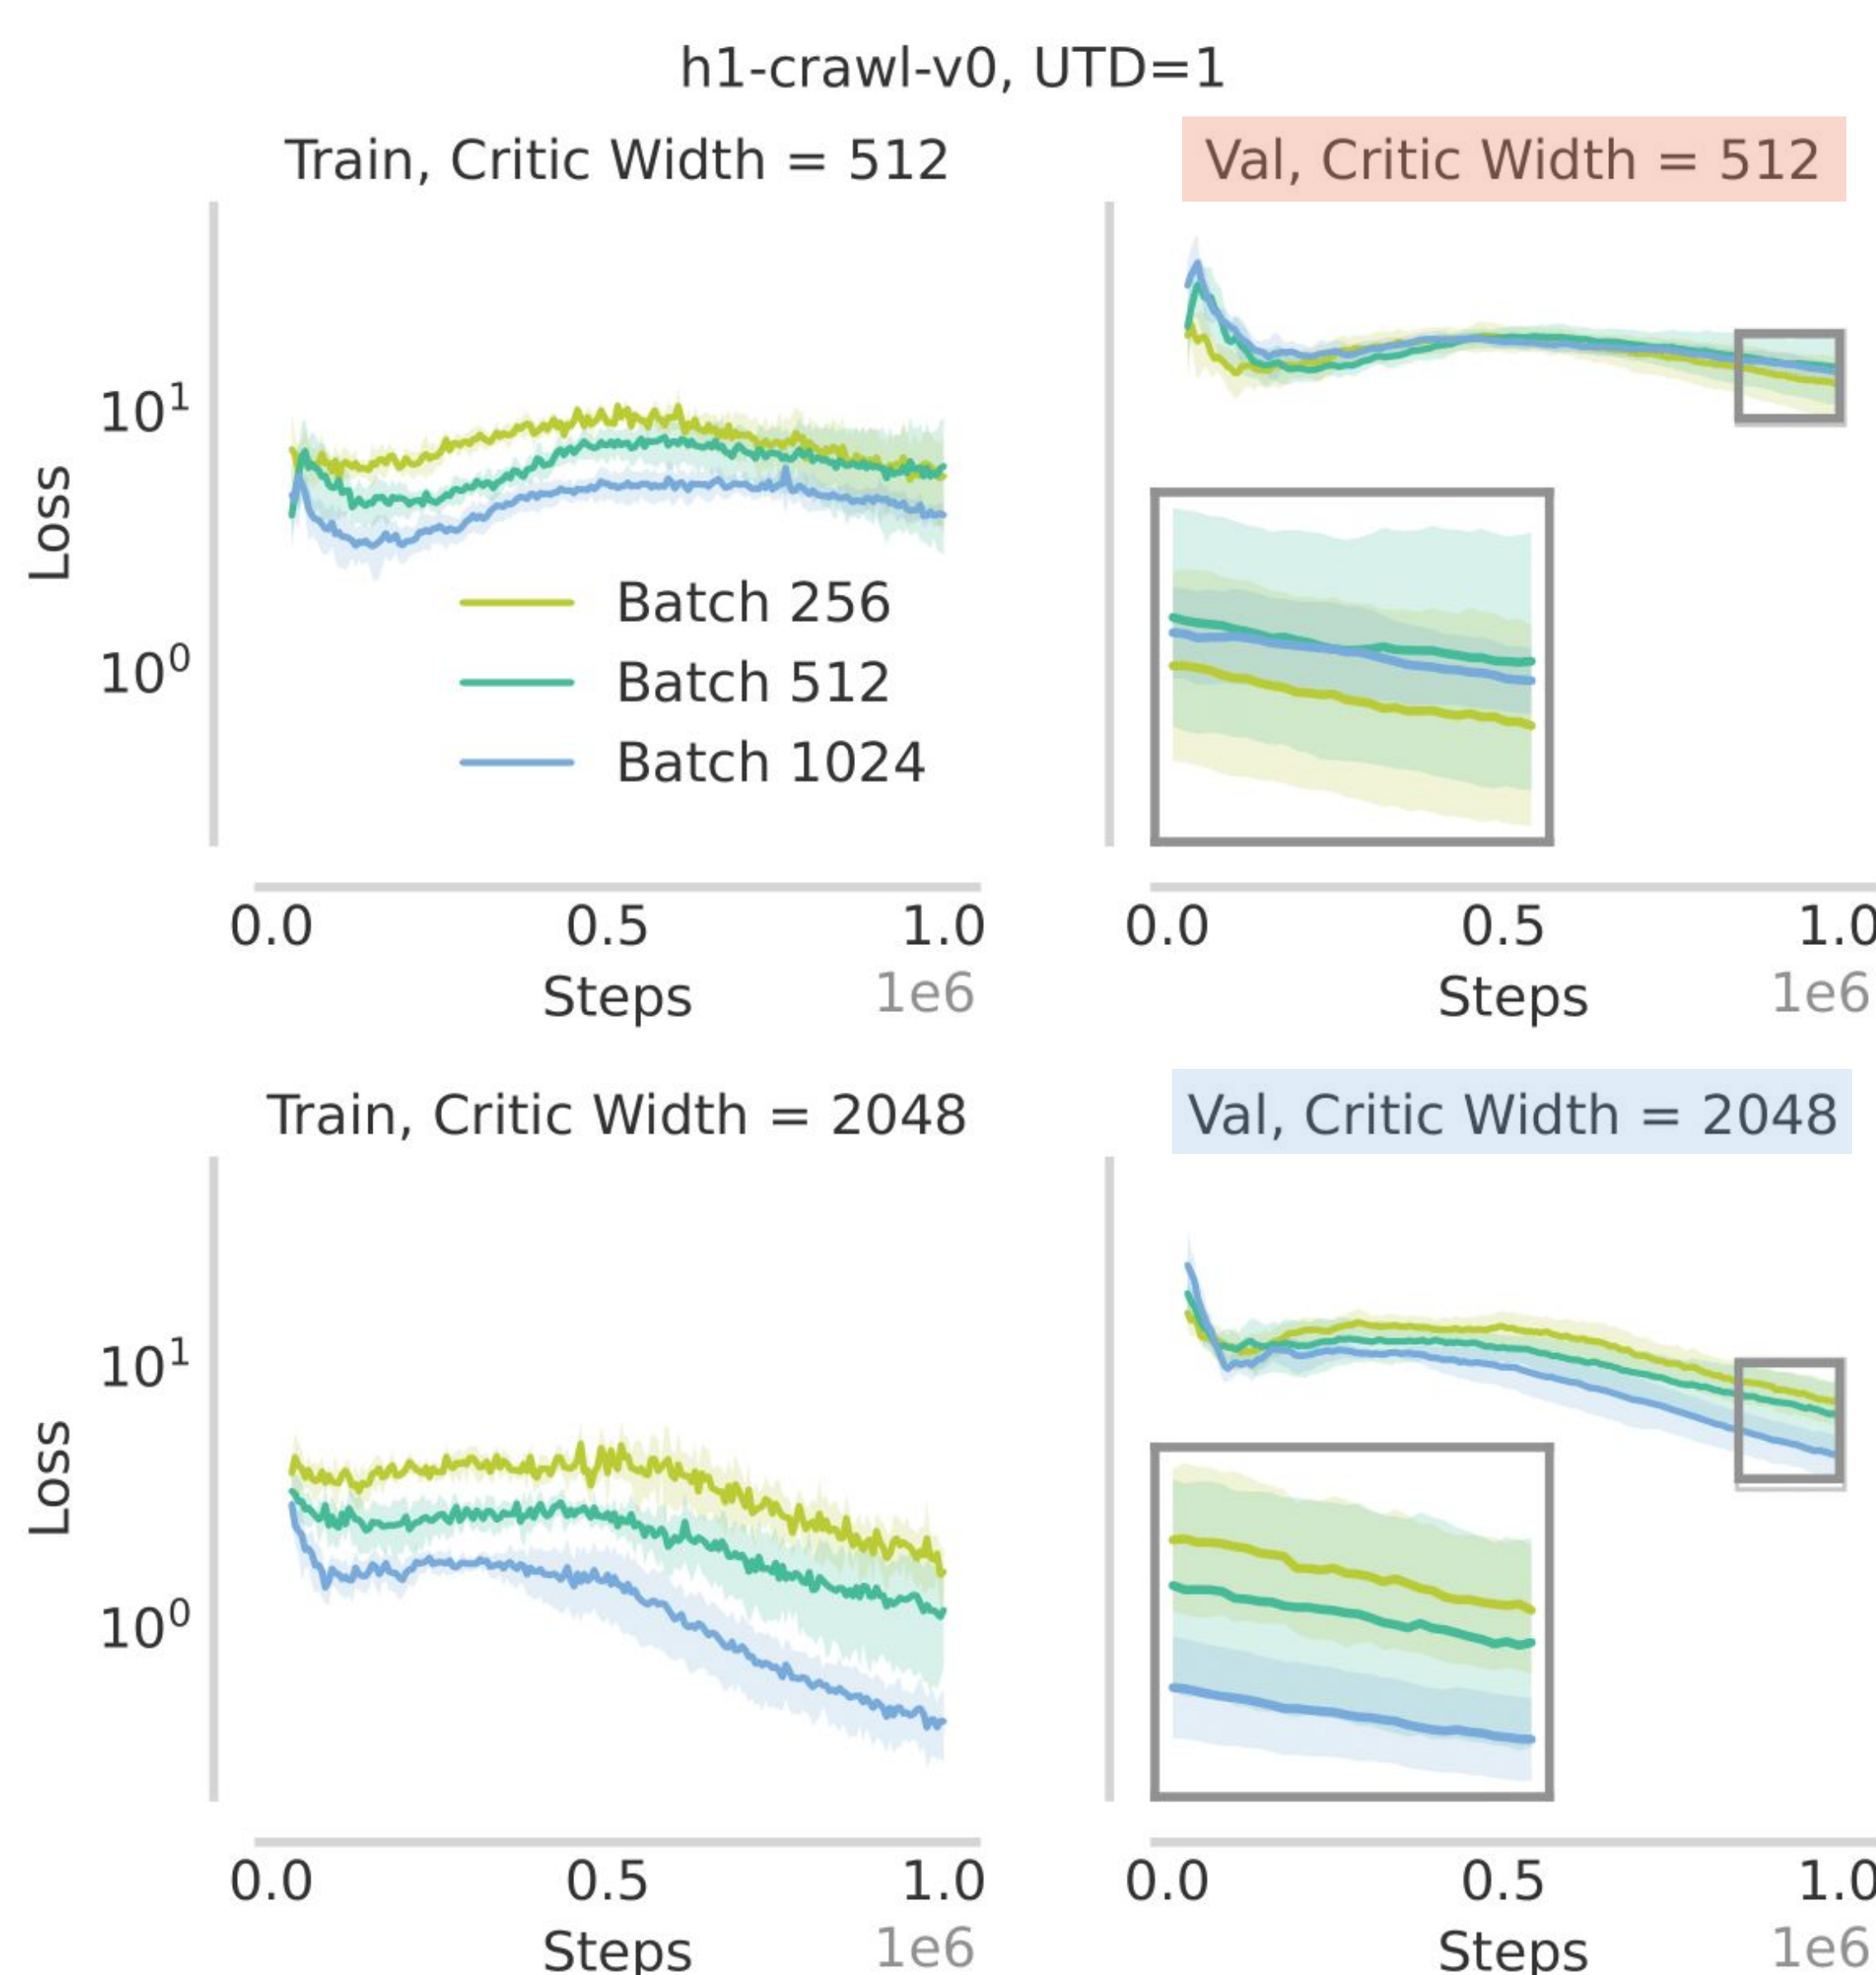 h1-crawl-v0, UTD=1
Train, Critic Width = 512
Val, Critic Width = 512
Loss
10¹
10⁰
Batch 256
Batch 512
Batch 1024
0.0 0.5 1.0
Steps 1e6
0.0 0.5 1.0
Steps 1e6
Train, Critic Width = 2048
Val, Critic Width = 2048
Loss
10¹
10⁰
0.0 0.5 1.0
Steps 1e6
0.0 0.5 1.0
Steps 1e6